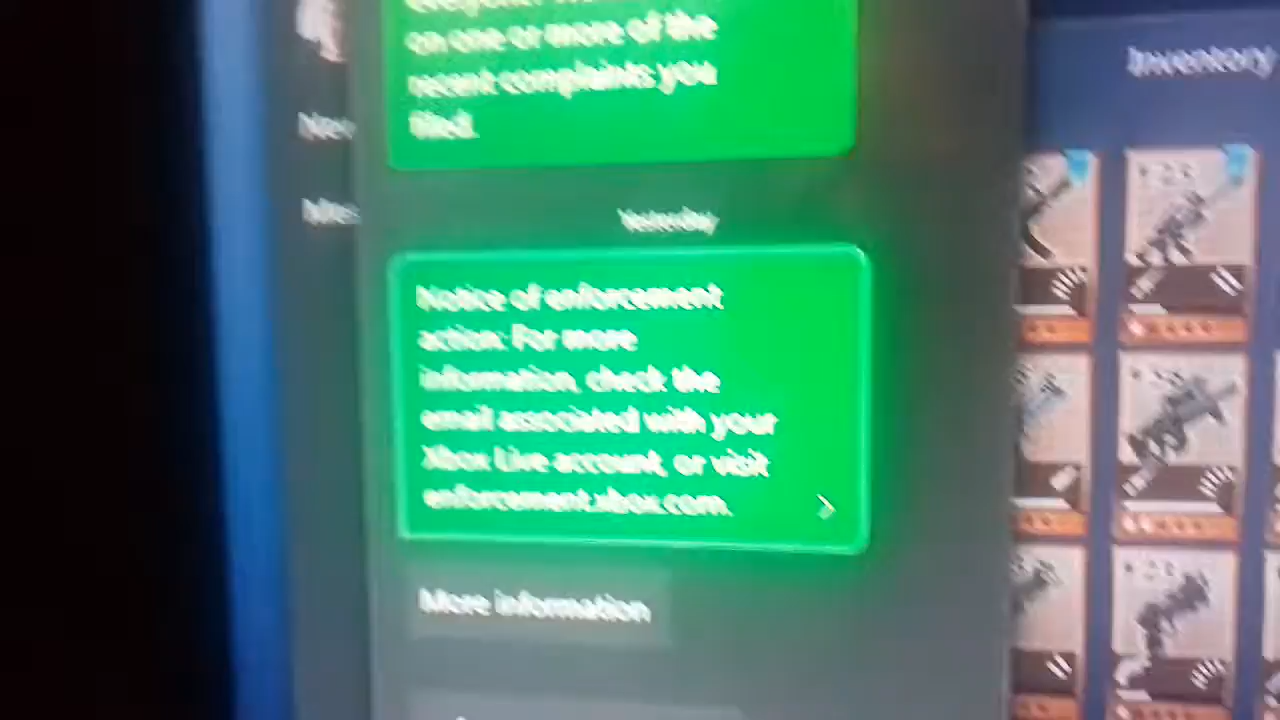 on one or more of the
recent complaints you
filed.
Inventory
Yesterday
Notice of enforcement
action: For more
information, check the
email associated with your
Xbox Live account, or visit
enforcement.xbox.com.
More information